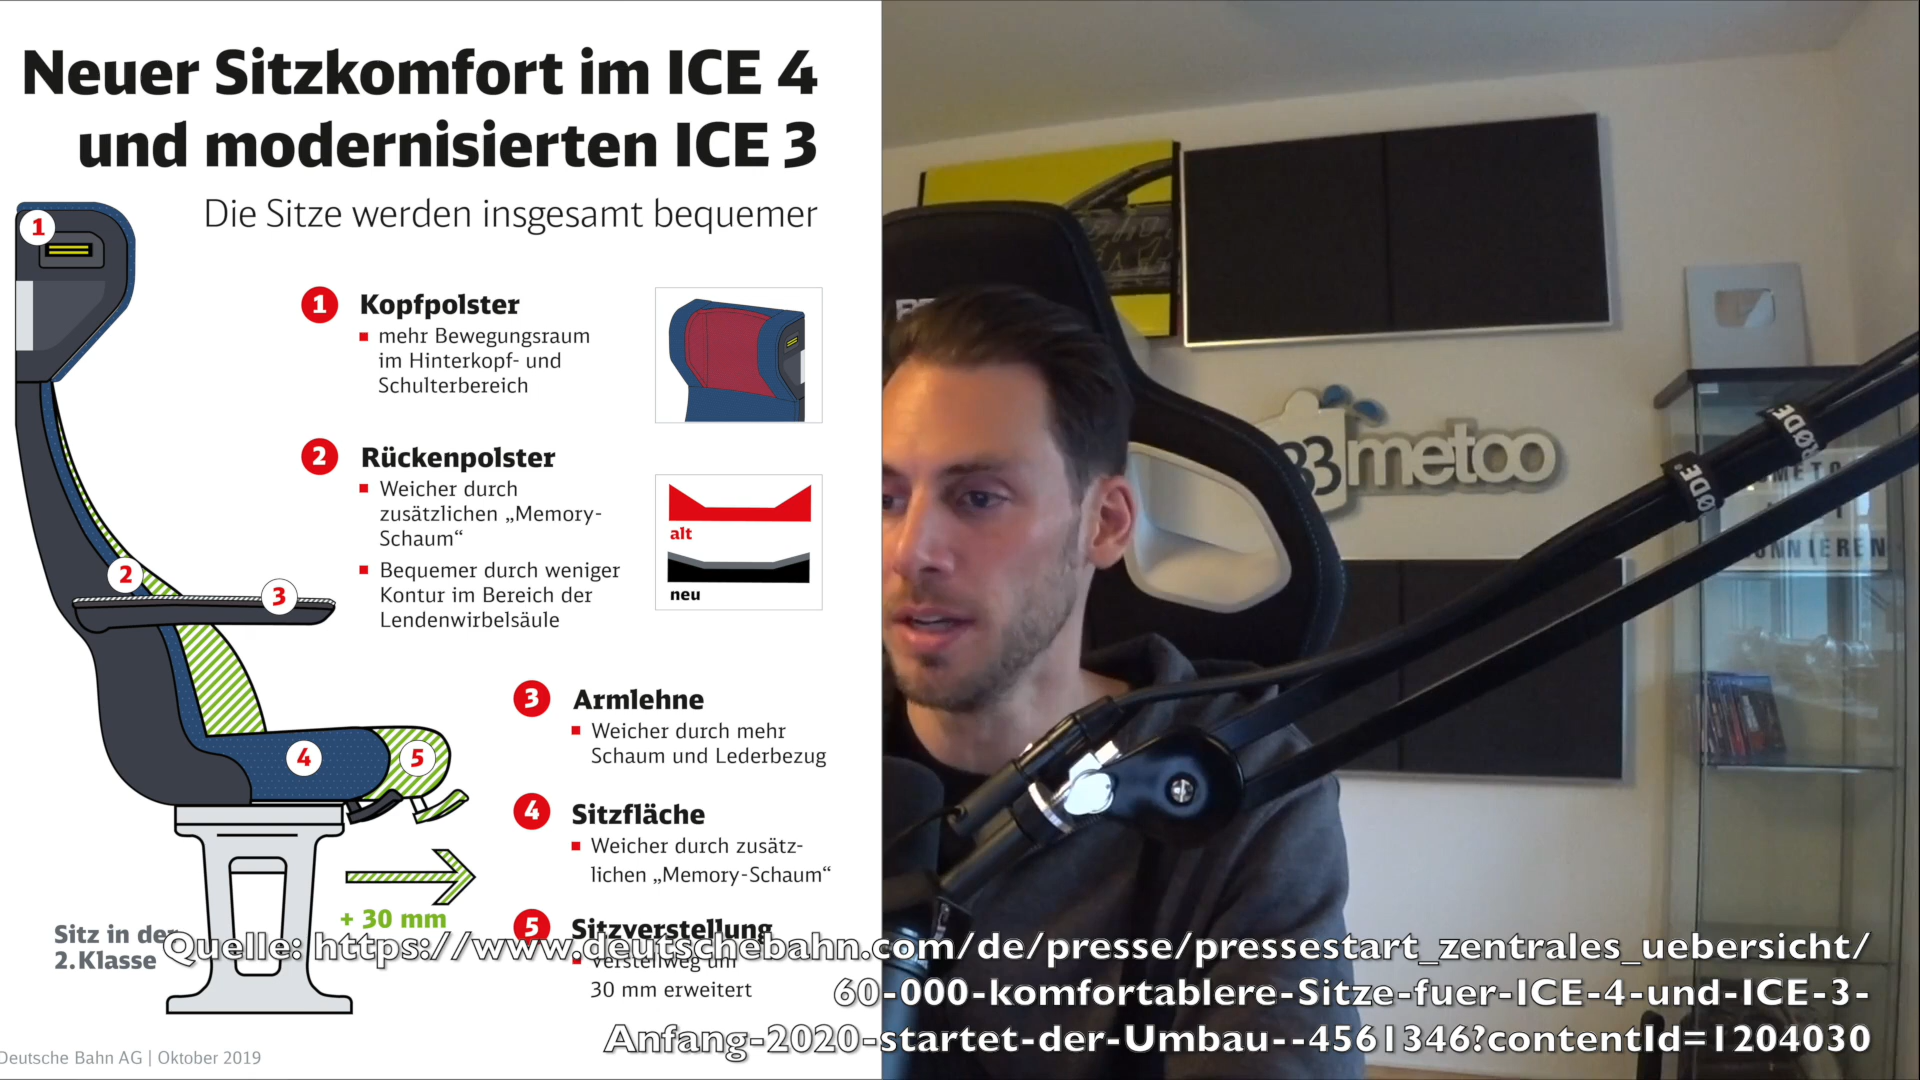 Neuer Sitzkomfort im ICE 4
und modernisierten ICE 3
Die Sitze werden insgesamt bequemer
1
1 Kopfpolster
mehr Bewegungsraum
im Hinterkopf- und
Schulterbereich
2 Rückenpolster
Weicher durch
zusätzlichen „Memory-
Schaum“
Bequemer durch weniger
Kontur im Bereich der
Lendenwirbelsäule
alt
neu
2
3
4
5
3 Armlehne
Weicher durch mehr
Schaum und Lederbezug
4 Sitzfläche
Weicher durch zusätz-
lichen „Memory-Schaum“
5 Sitzverstellung
Verstellweg um
30 mm erweitert
+ 30 mm
Sitz in der
2. Klasse
Deutsche Bahn AG | Oktober 2019
metoo
RØDE
RØDE
Quelle: https://www.deutschebahn.com/de/presse/pressestart_zentrales_uebersicht/
60-000-komfortablere-Sitze-fuer-ICE-4-und-ICE-3-
Anfang-2020-startet-der-Umbau--4561346?contentId=1204030